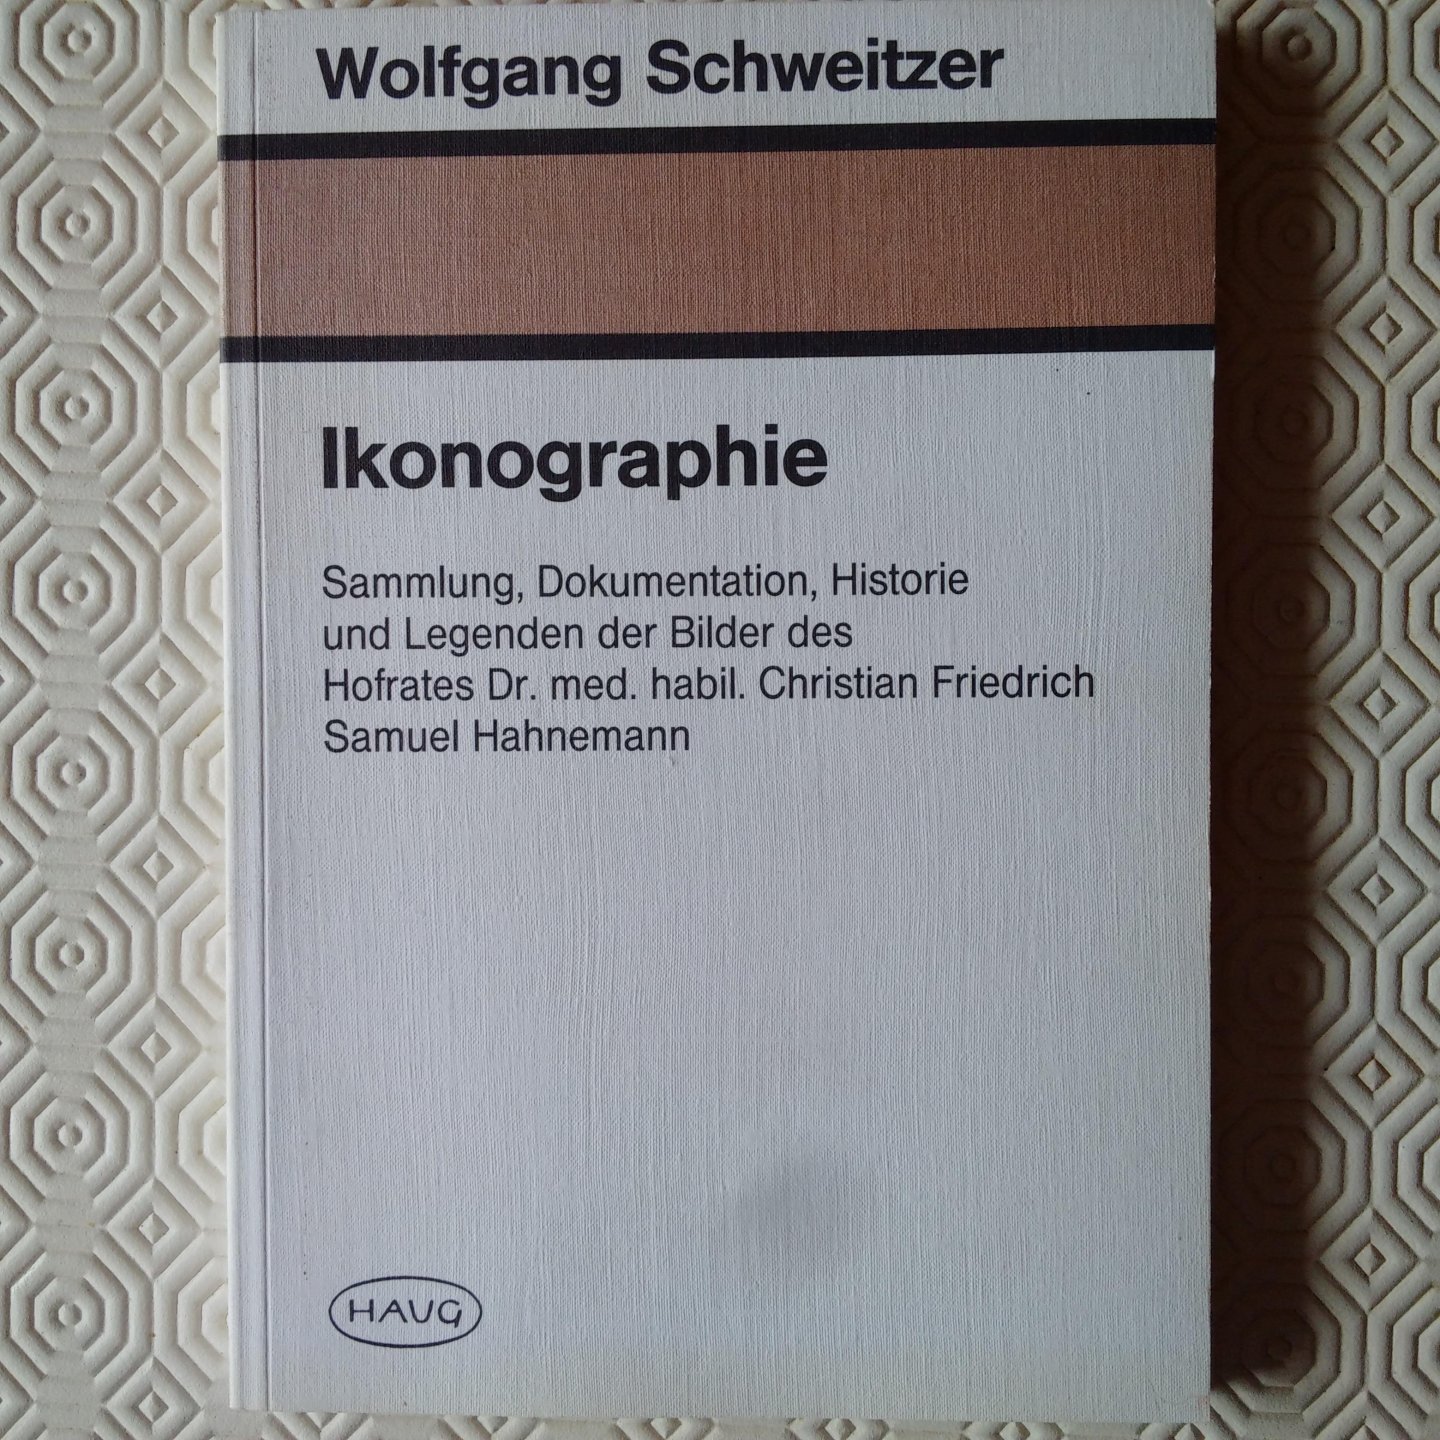 Wolfgang Schweitzer
Ikonographie
Sammlung, Dokumentation, Historie
und Legenden der Bilder des
Hofrates Dr. med. habil. Christian Friedrich
Samuel Hahnemann
HAUG